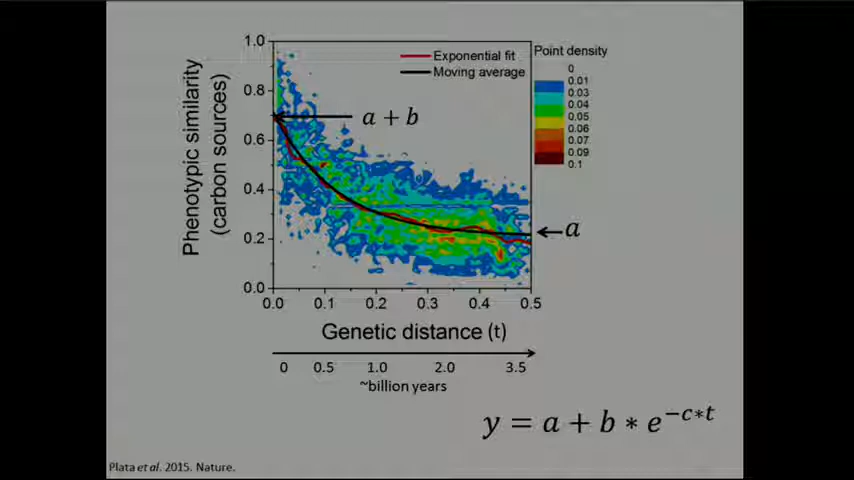 1.0
0.8
0.6
0.4
0.2
0.0
Phenotypic similarity
(carbon sources)
Exponential fit
Moving average
Point density
0
0.01
0.03
0.04
0.05
0.06
0.07
0.09
0.1
a + b
a
0.0 0.1 0.2 0.3 0.4 0.5
Genetic distance (t)
0 0.5 1.0 2.0 3.5
~billion years
y = a + b * e^{-c*t}
Plata et al. 2015. Nature.